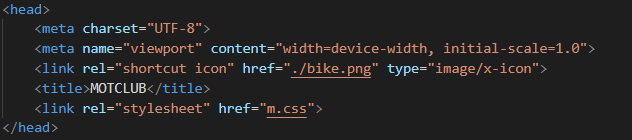 <head>
<meta charset="UTF-8">
<meta name="viewport" content="width=device-width, initial-scale=1.0">
<link rel="shortcut icon" href="./bike.png" type="image/x-icon">
<title>MOTCLUB</title>
<link rel="stylesheet" href="m.css">
</head>